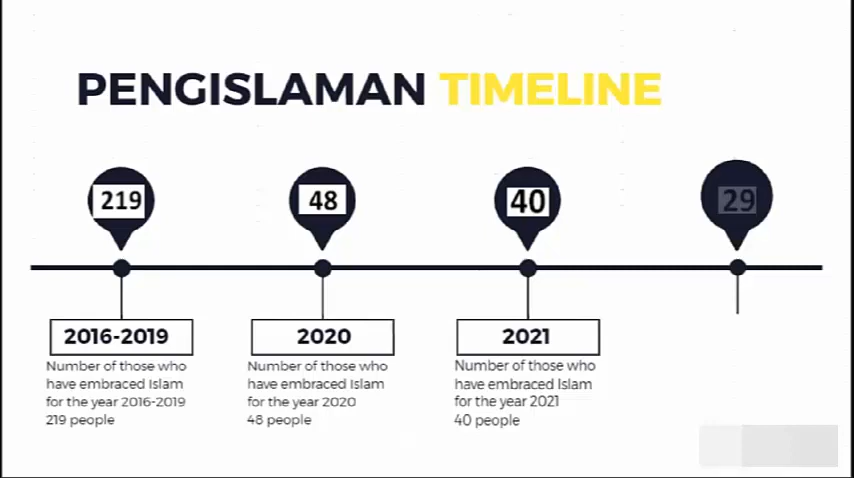 PENGISLAMAN TIMELINE
219
48
40
29
2016-2019
Number of those who
have embraced Islam
for the year 2016-2019
219 people
2020
Number of those who
have embraced Islam
for the year 2020
48 people
2021
Number of those who
have embraced Islam
for the year 2021
40 people